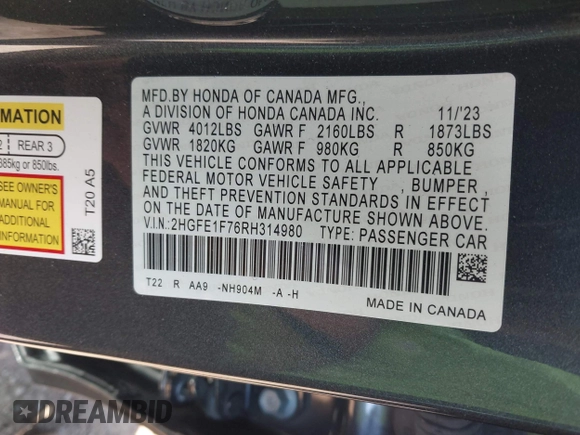 MFD.BY HONDA OF CANADA MFG.,
A DIVISION OF HONDA CANADA INC. 11/'23
GVWR 4012LBS GAWR F 2160LBS R 1873LBS
GVWR 1820KG GAWR F 980KG R 850KG
THIS VEHICLE CONFORMS TO ALL APPLICABLE
FEDERAL MOTOR VEHICLE SAFETY , BUMPER ,
AND THEFT PREVENTION STANDARDS IN EFFECT
ON THE DATE OF MANUFACTURE SHOWN ABOVE.
V.I.N.:2HGFE1F76RH314980 TYPE: PASSENGER CAR
T22 R AA9 -NH904M -A -H
MADE IN CANADA
REAR 3
385kg or 850lbs.
SEE OWNER'S
MANUAL FOR
ADDITIONAL
INFORMATION
T20 A5
DREAMBID